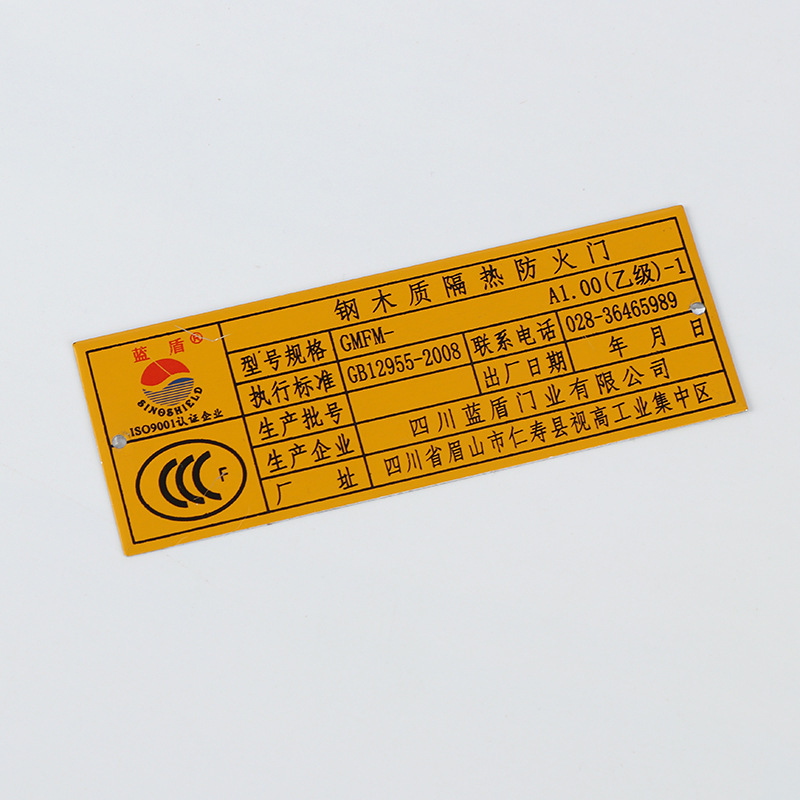 蓝盾®
SINOSHIELD
ISO9001认证企业
CCC F
钢木质隔热防火门
型号规格 GMFM- A1.00(乙级)-1
执行标准 GB12955-2008 联系电话 028-36465989
生产批号 出厂日期 年 月 日
生产企业 四川蓝盾门业有限公司
厂 址 四川省眉山市仁寿县视高工业集中区